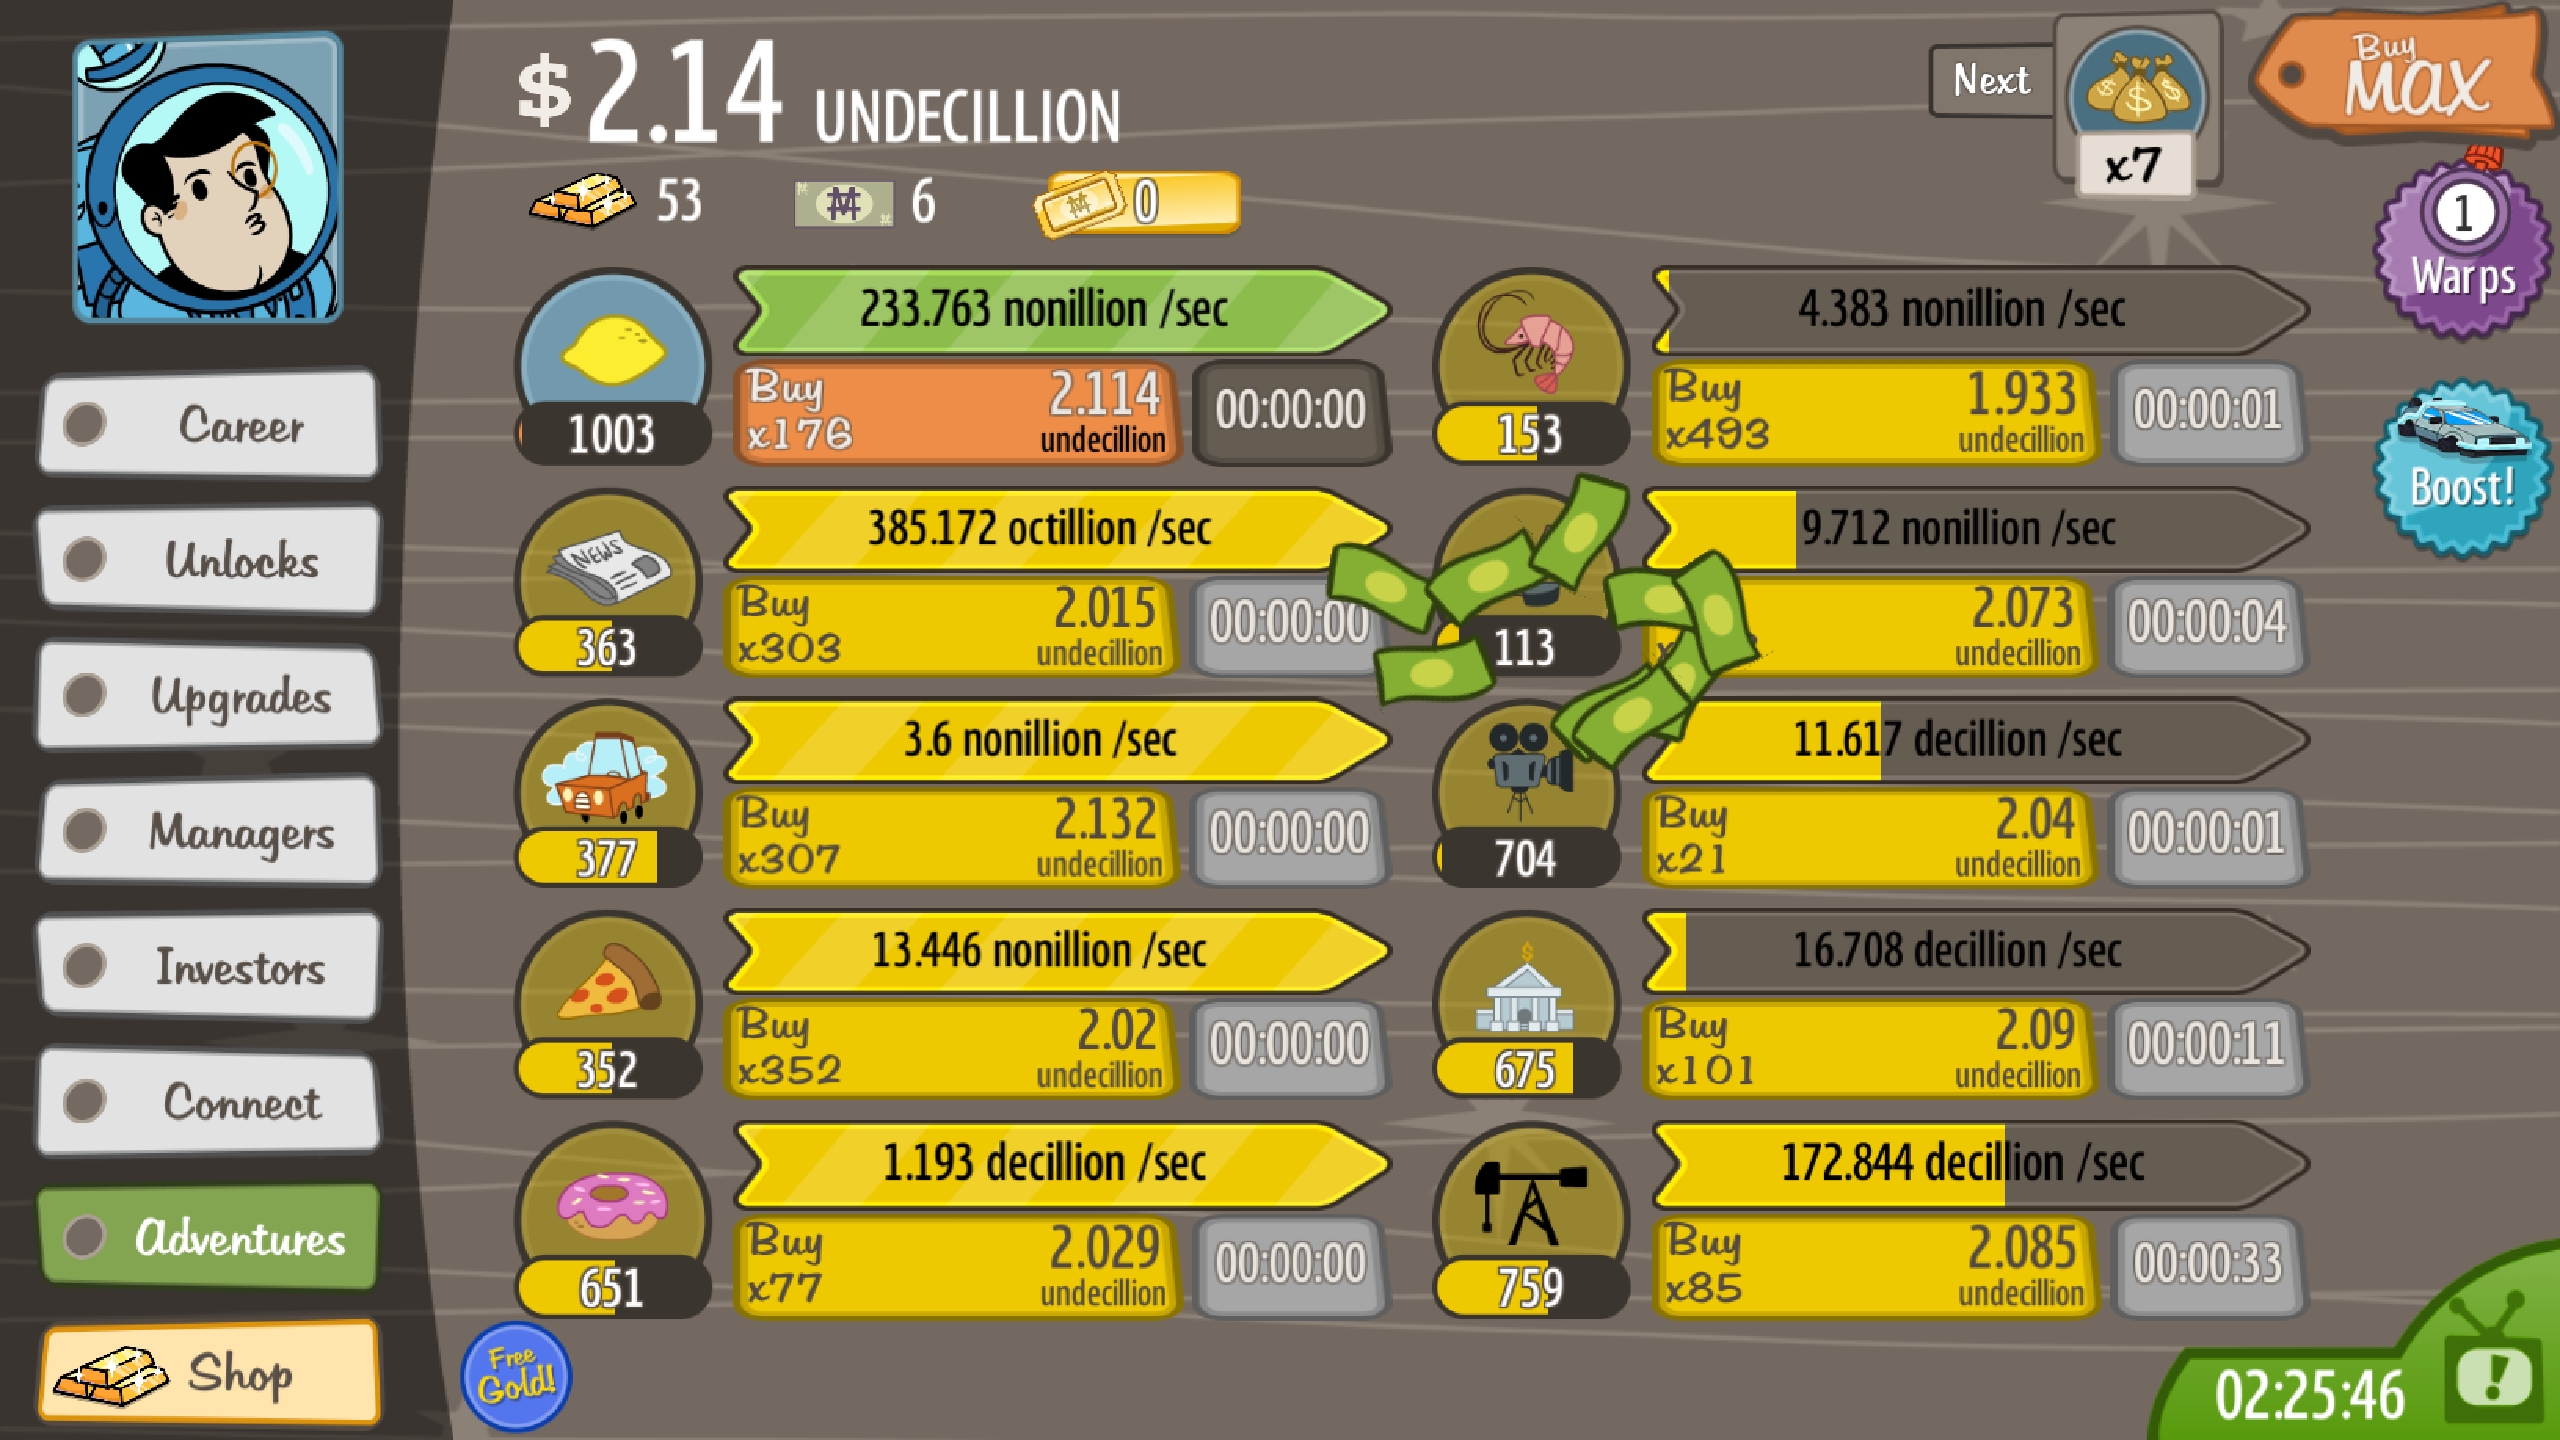 $2.14 UNDECILLION
Next
x7
Buy
MAX
53
6
0
1
Warps
Boost!
Career
Unlocks
Upgrades
Managers
Investors
Connect
Adventures
Shop
233.763 nonillion /sec
1003
Buy
x176
2.114
undecillion
00:00:00
NEWS
385.172 octillion /sec
363
Buy
x303
2.015
undecillion
00:00:00
3.6 nonillion /sec
377
Buy
x307
2.132
undecillion
00:00:00
13.446 nonillion /sec
352
Buy
x352
2.02
undecillion
00:00:00
1.193 decillion /sec
651
Buy
x77
2.029
undecillion
00:00:00
4.383 nonillion /sec
153
Buy
x493
1.933
undecillion
00:00:01
9.712 nonillion /sec
113
2.073
undecillion
00:00:04
11.617 decillion /sec
704
Buy
x21
2.04
undecillion
00:00:01
16.708 decillion /sec
675
Buy
x101
2.09
undecillion
00:00:11
172.844 decillion /sec
759
Buy
x85
2.085
undecillion
00:00:33
Free
Gold!
02:25:46
!